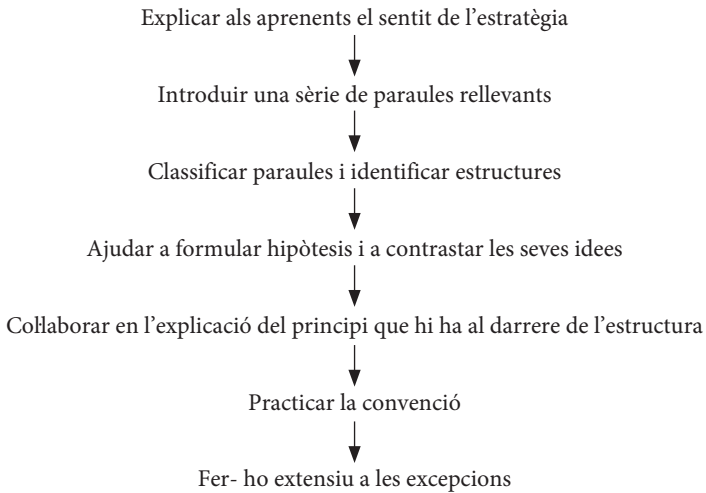 Explicar als aprenents el sentit de l'estratègia
Introduir una sèrie de paraules rellevants
Classificar paraules i identificar estructures
Ajudar a formular hipòtesis i a contrastar les seves idees
Col·laborar en l'explicació del principi que hi ha al darrere de l'estructura
Practicar la convenció
Fer- ho extensiu a les excepcions